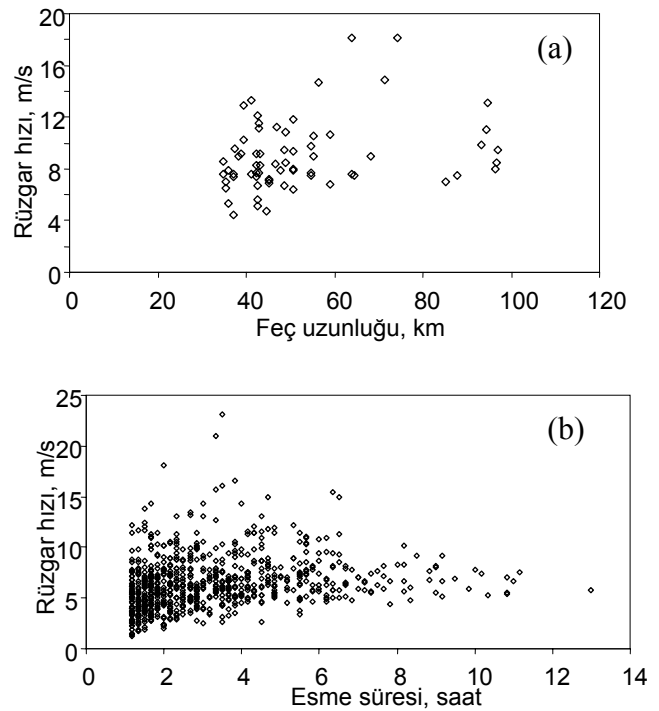 20
16
12
8
4
0
Rüzgar hızı, m/s
(a)
0 20 40 60 80 100 120
Feç uzunluğu, km
25
20
15
10
5
0
Rüzgar hızı, m/s
(b)
0 2 4 6 8 10 12 14
Esme süresi, saat